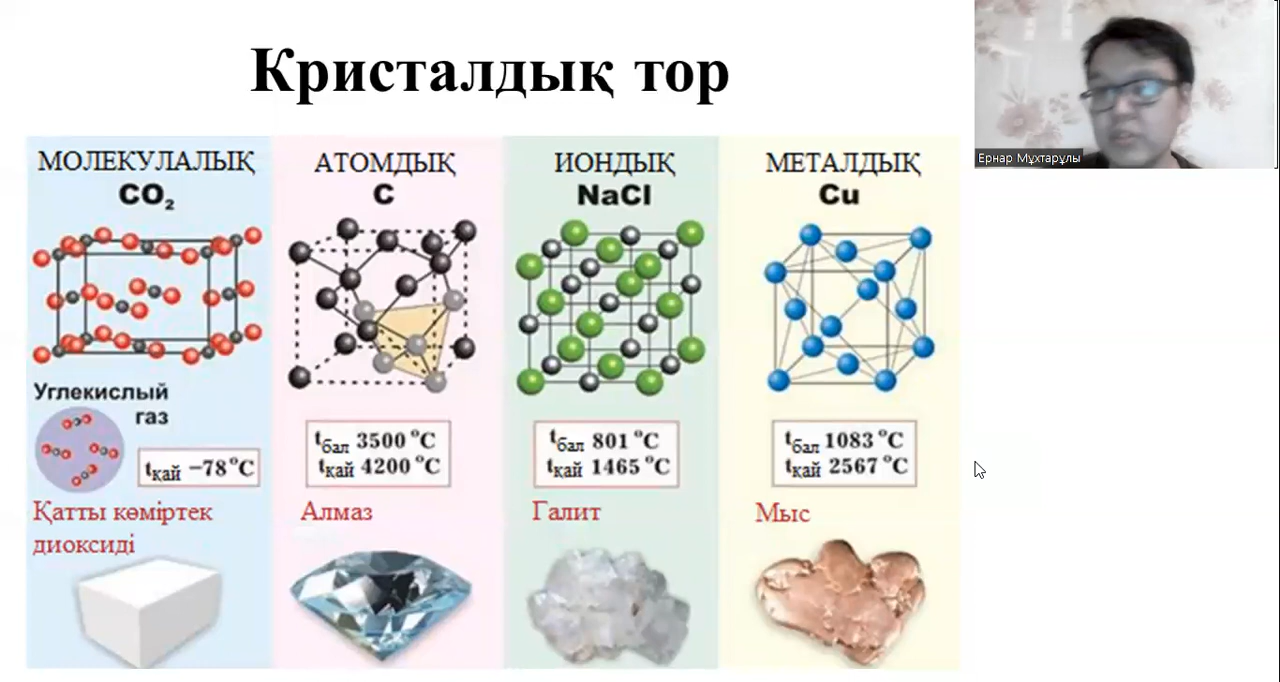 Кристалдық тор
Ернар Мұхтарұлы
МОЛЕКУЛАЛЫҚ
CO₂
Углекислый
газ
tқай −78 °C
Қатты көміртек
диоксиді
АТОМДЫҚ
C
tбал 3500 °C
tқай 4200 °C
Алмаз
ИОНДЫҚ
NaCl
tбал 801 °C
tқай 1465 °C
Галит
МЕТАЛДЫҚ
Cu
tбал 1083 °C
tқай 2567 °C
Мыс